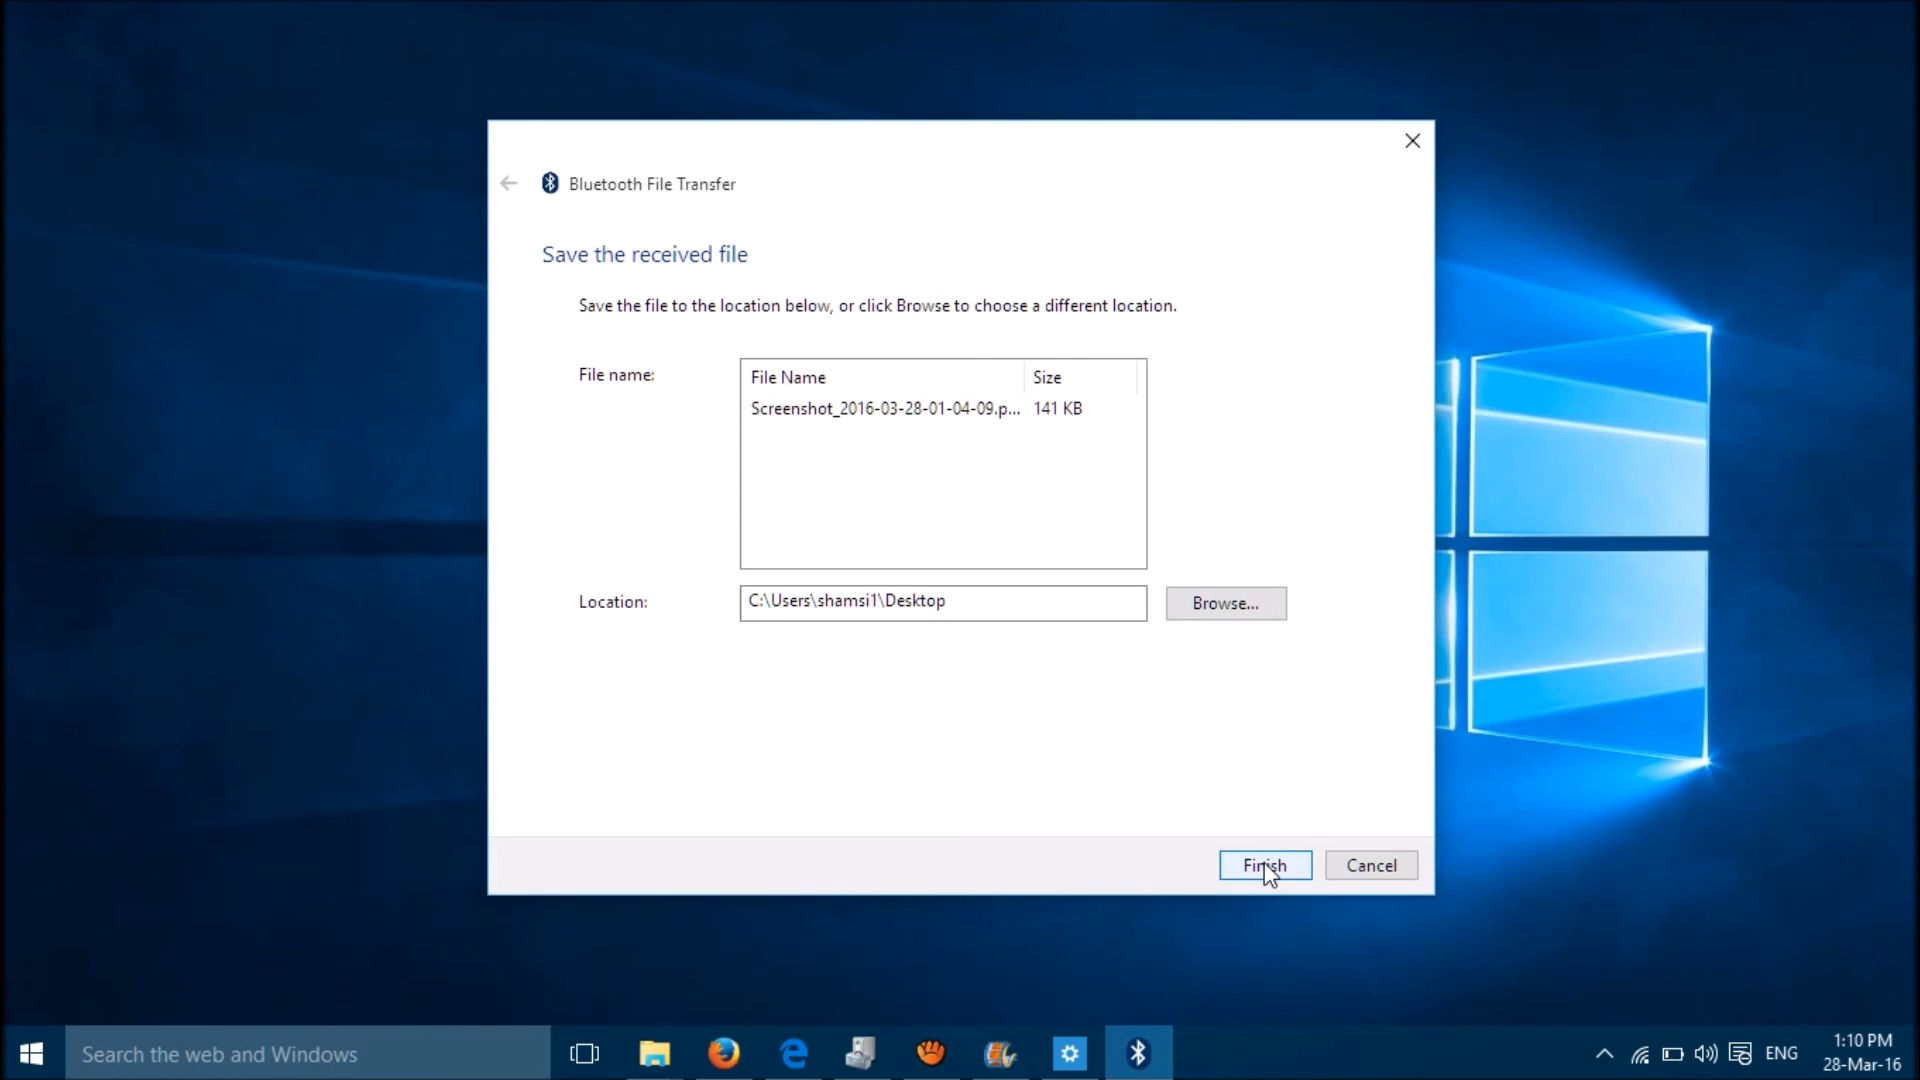 Bluetooth File Transfer
Save the received file
Save the file to the location below, or click Browse to choose a different location.
File name:
File Name Size
Screenshot_2016-03-28-01-04-09.p... 141 KB
Location: C:\Users\shamsi1\Desktop Browse...
Finish Cancel
Search the web and Windows
ENG
1:10 PM
28-Mar-16